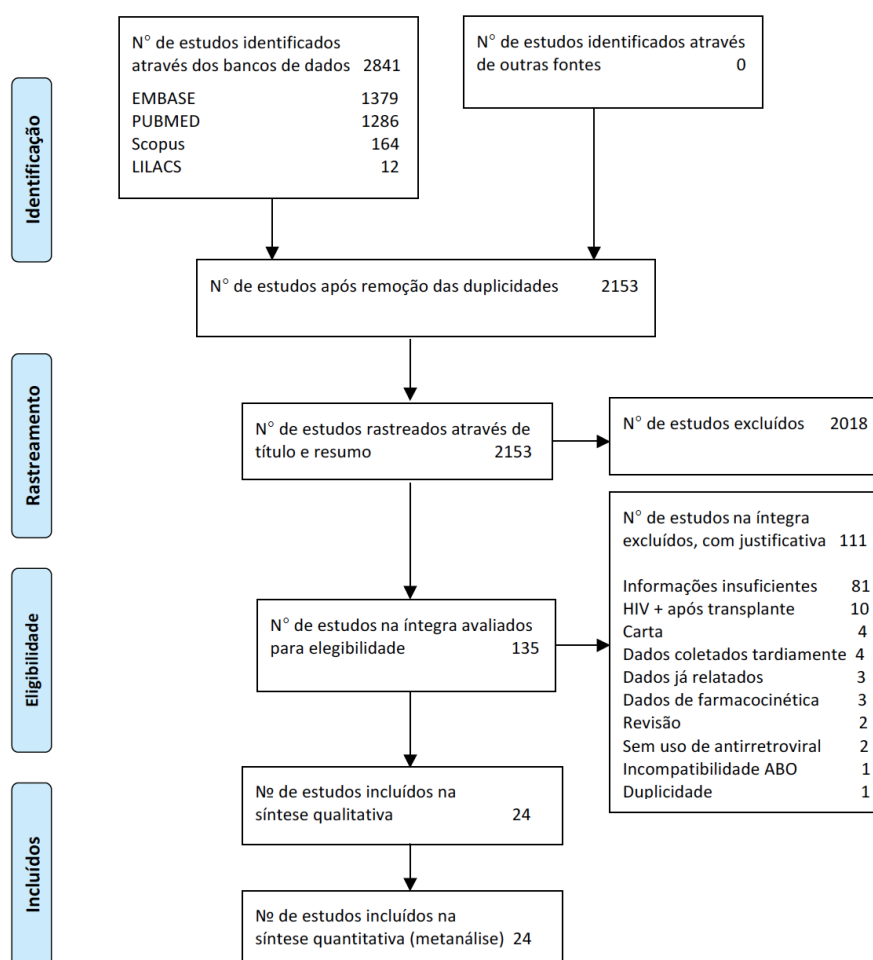 N° de estudos identificados
através dos bancos de dados 2841
EMBASE 1379
PUBMED 1286
Scopus 164
LILACS 12
N° de estudos identificados através
de outras fontes 0
Identificação
N° de estudos após remoção das duplicidades 2153
Rastreamento
N° de estudos rastreados através de
título e resumo 2153
N° de estudos excluídos 2018
N° de estudos na íntegra
excluídos, com justificativa 111
Informações insuficientes 81
HIV + após transplante 10
Carta 4
Dados coletados tardiamente 4
Dados já relatados 3
Dados de farmacocinética 3
Revisão 2
Sem uso de antirretroviral 2
Incompatibilidade ABO 1
Duplicidade 1
Eligibilidade
N° de estudos na íntegra avaliados
para elegibilidade 135
Incluídos
Nº de estudos incluídos na
síntese qualitativa 24
Nº de estudos incluídos na
síntese quantitativa (metanálise) 24